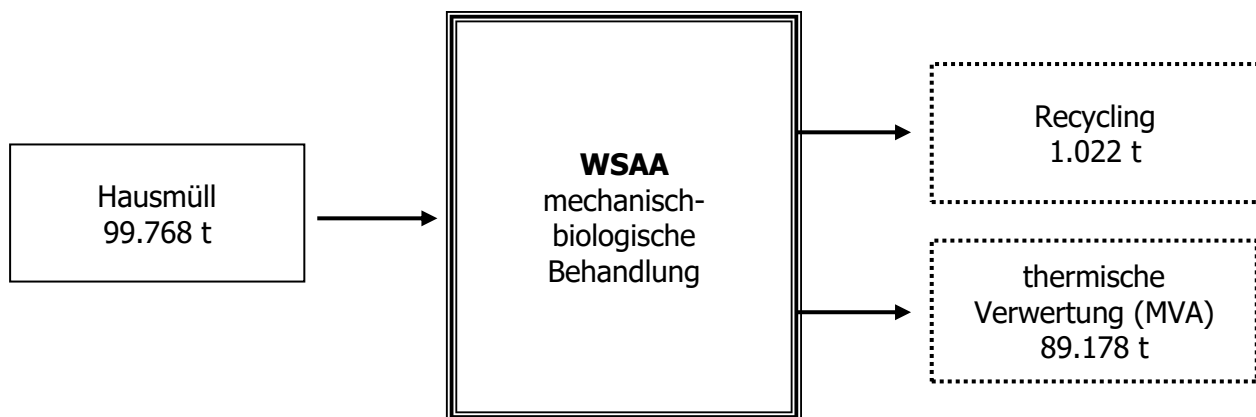 Hausmüll
99.768 t
WSAA
mechanisch-
biologische
Behandlung
Recycling
1.022 t
thermische
Verwertung (MVA)
89.178 t